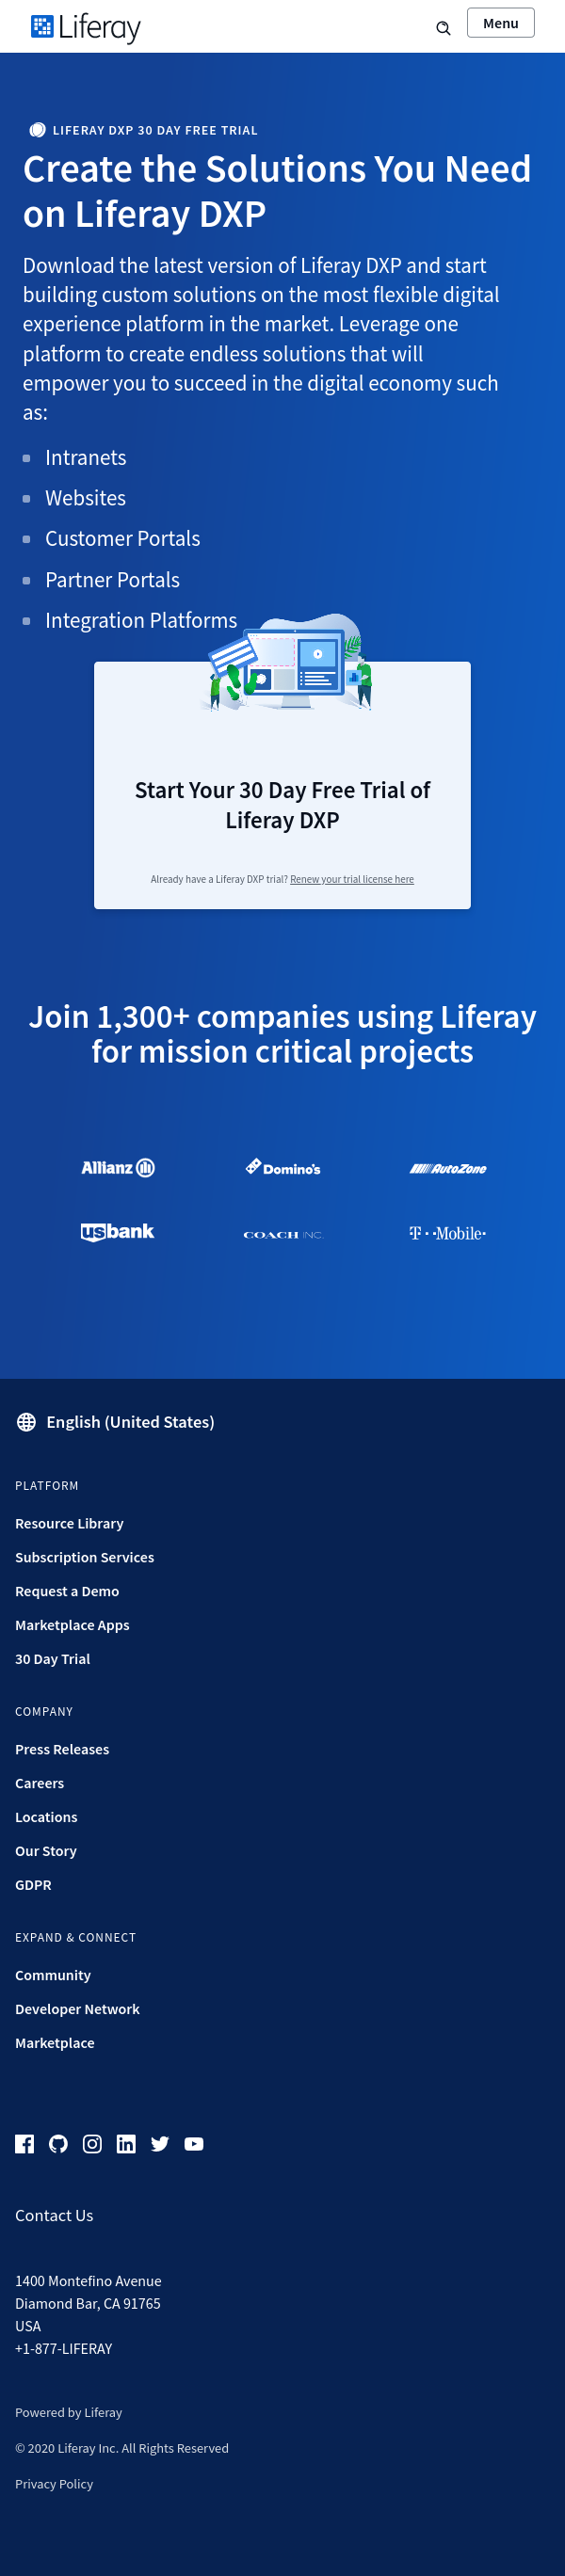 Liferay
Menu
LIFERAY DXP 30 DAY FREE TRIAL
Create the Solutions You Need
on Liferay DXP
Download the latest version of Liferay DXP and start
building custom solutions on the most flexible digital
experience platform in the market. Leverage one
platform to create endless solutions that will
empower you to succeed in the digital economy such
as:
Intranets
Websites
Customer Portals
Partner Portals
Integration Platforms
Start Your 30 Day Free Trial of
Liferay DXP
Already have a Liferay DXP trial? Renew your trial license here
Join 1,300+ companies using Liferay
for mission critical projects
Allianz Domino's AutoZone
usbank COACH INC. T Mobile
English (United States)
PLATFORM
Resource Library
Subscription Services
Request a Demo
Marketplace Apps
30 Day Trial
COMPANY
Press Releases
Careers
Locations
Our Story
GDPR
EXPAND & CONNECT
Community
Developer Network
Marketplace
Contact Us
1400 Montefino Avenue
Diamond Bar, CA 91765
USA
+1-877-LIFERAY
Powered by Liferay
© 2020 Liferay Inc. All Rights Reserved
Privacy Policy